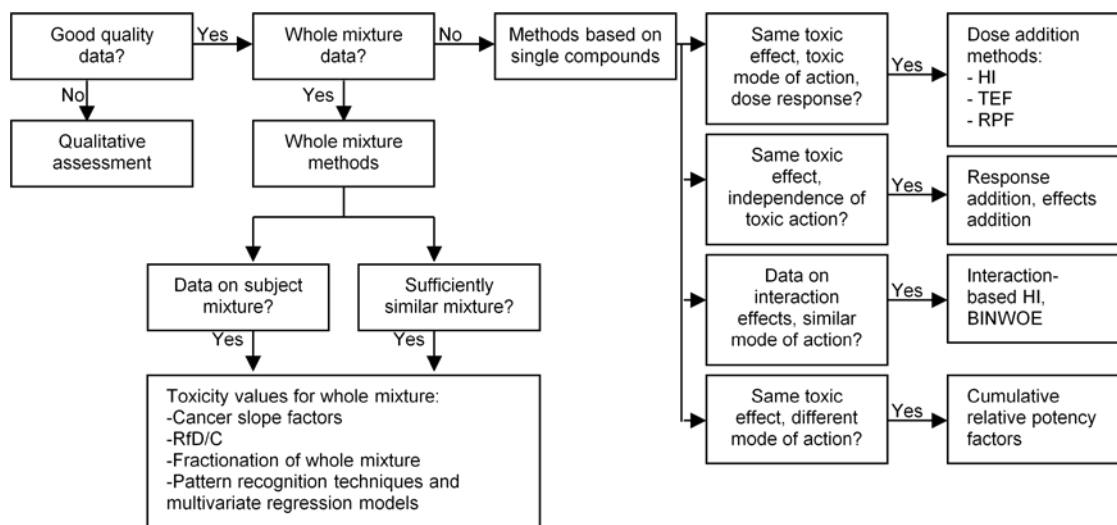 Good quality
data?
Yes
Whole mixture
data?
No
Methods based on
single compounds
Same toxic
effect, toxic
mode of action,
dose response?
Yes
Dose addition
methods:
- HI
- TEF
- RPF
No
Qualitative
assessment
Yes
Whole mixture
methods
Same toxic
effect,
independence of
toxic action?
Yes
Response
addition, effects
addition
Data on subject
mixture?
Sufficiently
similar mixture?
Data on
interaction
effects, similar
mode of action?
Yes
Interaction-
based HI,
BINWOE
Yes
Yes
Toxicity values for whole mixture:
-Cancer slope factors
-RfD/C
-Fractionation of whole mixture
-Pattern recognition techniques and
multivariate regression models
Same toxic
effect, different
mode of action?
Yes
Cumulative
relative potency
factors